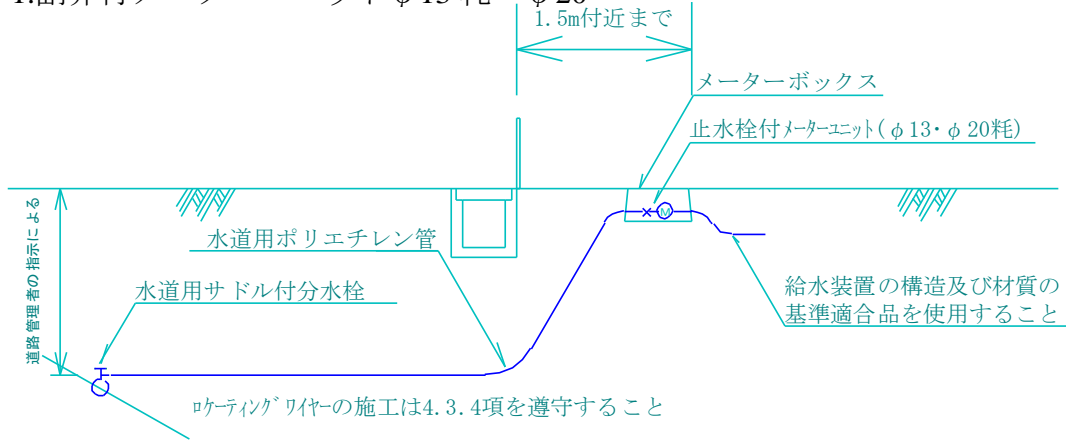 1.5m付近まで
メーターボックス
止水栓付メーターユニット(φ13・φ20粍)
道路管理者の指示による
水道用ポリエチレン管
水道用サドル付分水栓
M
給水装置の構造及び材質の
基準適合品を使用すること
ロケーティングワイヤーの施工は4.3.4項を遵守すること